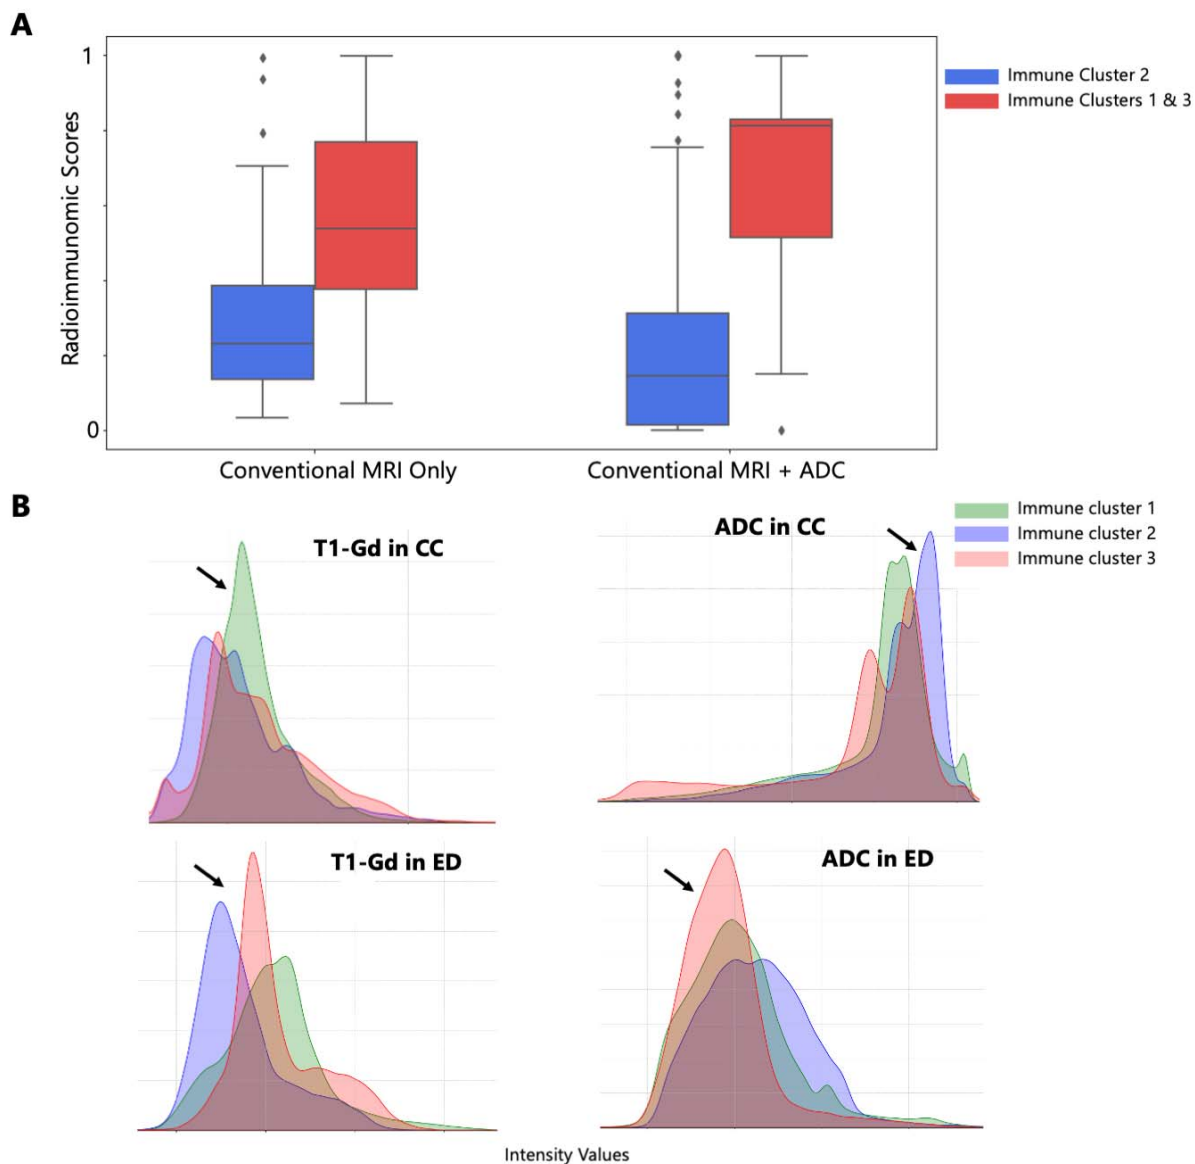 A
1
0
Radioimmunomic Scores
Immune Cluster 2
Immune Clusters 1 & 3
Conventional MRI Only
Conventional MRI + ADC
B
Immune cluster 1
Immune cluster 2
Immune cluster 3
T1-Gd in CC
ADC in CC
T1-Gd in ED
ADC in ED
Intensity Values